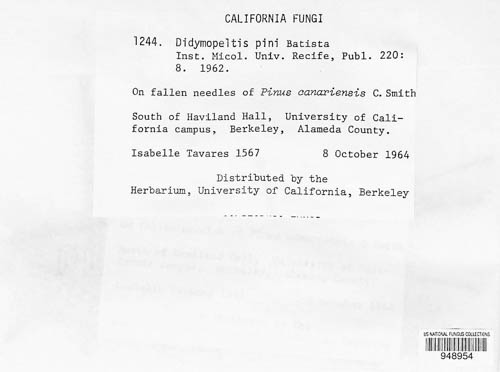 CALIFORNIA FUNGI
1244. Didymopeltis pini Batista
Inst. Micol. Univ. Recife, Publ. 220:
8. 1962.
On fallen needles of Pinus canariensis C. Smith
South of Haviland Hall, University of Cali-
fornia campus, Berkeley, Alameda County.
Isabelle Tavares 1567 8 October 1964
Distributed by the
Herbarium, University of California, Berkeley
US NATIONAL FUNGUS COLLECTIONS
948954